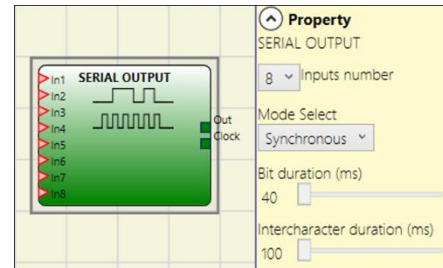 In1 SERIAL OUTPUT
In2
In3
In4
In5
In6
In7
In8
Out
Clock
Property
SERIAL OUTPUT
8 Inputs number
Mode Select
Synchronous
Bit duration (ms)
40
Intercharacter duration (ms)
100